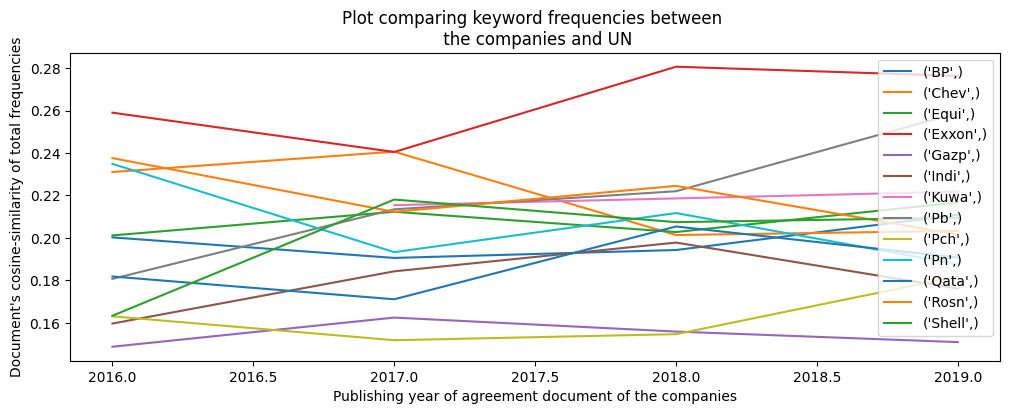 Plot comparing keyword frequencies between
the companies and UN
Document's cosine-similarity of total frequencies
0.28
0.26
0.24
0.22
0.20
0.18
0.16
('BP',)
('Chev',)
('Equi',)
('Exxon',)
('Gazp',)
('Indi',)
('Kuwa',)
('Pb',)
('Pch',)
('Pn',)
('Qata',)
('Rosn',)
('Shell',)
2016.0
2016.5
2017.0
2017.5
2018.0
2018.5
2019.0
Publishing year of agreement document of the companies